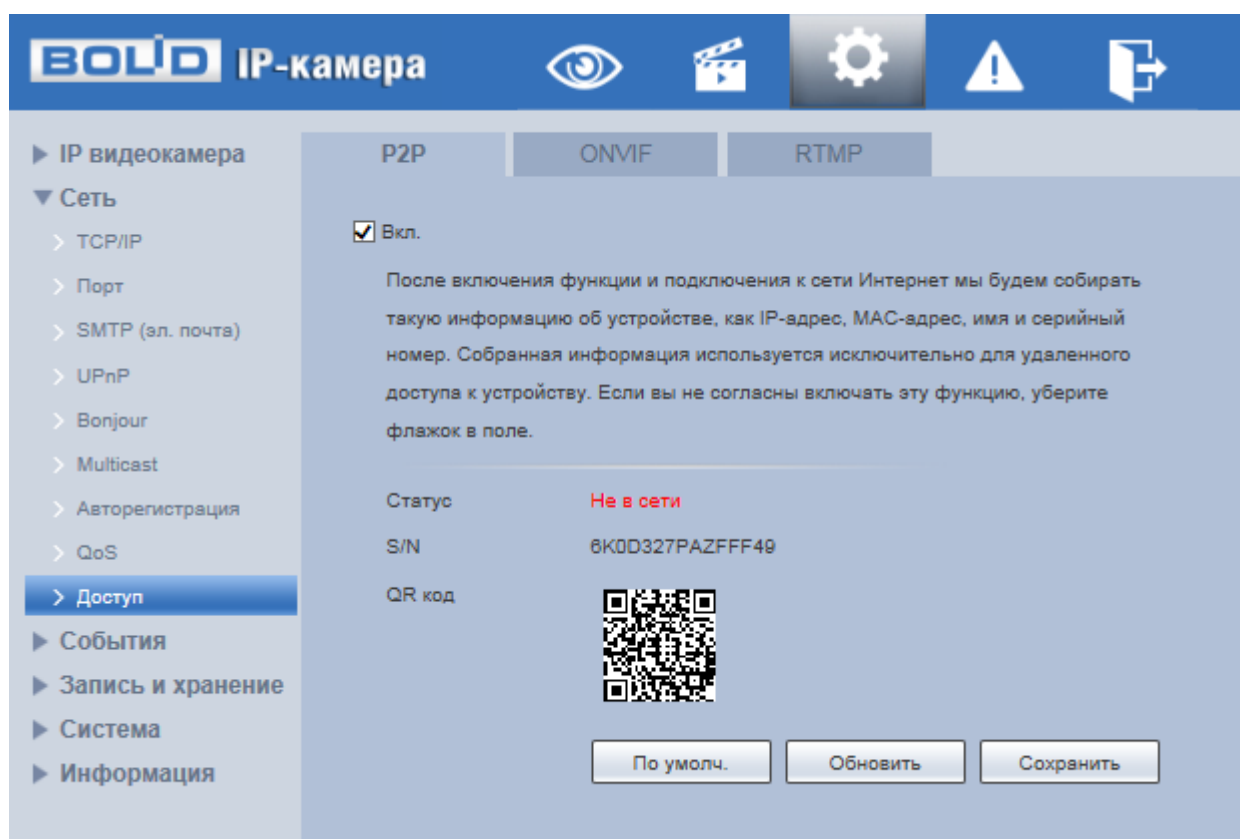 BOLID IP-камера
IP видеокамера
Сеть
TCP/IP
Порт
SMTP (эл. почта)
UPnP
Bonjour
Multicast
Авторегистрация
QoS
Доступ
События
Запись и хранение
Система
Информация
P2P ONVIF RTMP
Вкл.
После включения функции и подключения к сети Интернет мы будем собирать
такую информацию об устройстве, как IP-адрес, MAC-адрес, имя и серийный
номер. Собранная информация используется исключительно для удаленного
доступа к устройству. Если вы не согласны включать эту функцию, уберите
флажок в поле.
Статус Не в сети
S/N 6K0D327PAZFFF49
QR код
По умолч. Обновить Сохранить